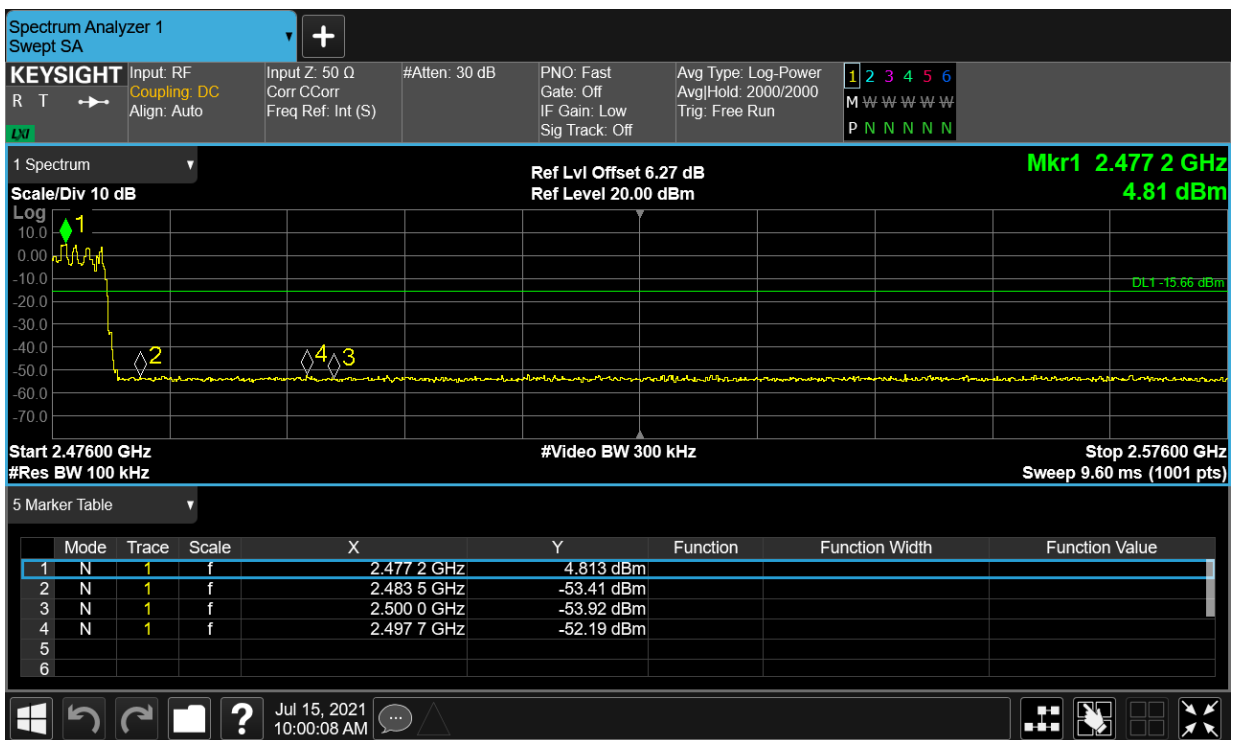 Spectrum Analyzer 1
Swept SA
+
KEYSIGHT
R T
LXI
Input: RF
Coupling: DC
Align: Auto
Input Z: 50 Ω
Corr CCorr
Freq Ref: Int (S)
#Atten: 30 dB
PNO: Fast
Gate: Off
IF Gain: Low
Sig Track: Off
Avg Type: Log-Power
Avg|Hold: 2000/2000
Trig: Free Run
1 2 3 4 5 6
M W W W W W
P N N N N N
1 Spectrum
Scale/Div 10 dB
Ref Lvl Offset 6.27 dB
Ref Level 20.00 dBm
Mkr1 2.477 2 GHz
4.81 dBm
Log
10.0
0.00
-10.0
-20.0
-30.0
-40.0
-50.0
-60.0
-70.0
1
2
4
3
DL1 -15.66 dBm
Start 2.47600 GHz
#Video BW 300 kHz
Stop 2.57600 GHz
#Res BW 100 kHz
Sweep 9.60 ms (1001 pts)
5 Marker Table
Mode Trace Scale X Y Function Function Width Function Value
1 N 1 f 2.477 2 GHz 4.813 dBm
2 N 1 f 2.483 5 GHz -53.41 dBm
3 N 1 f 2.500 0 GHz -53.92 dBm
4 N 1 f 2.497 7 GHz -52.19 dBm
5
6
?
Jul 15, 2021
10:00:08 AM